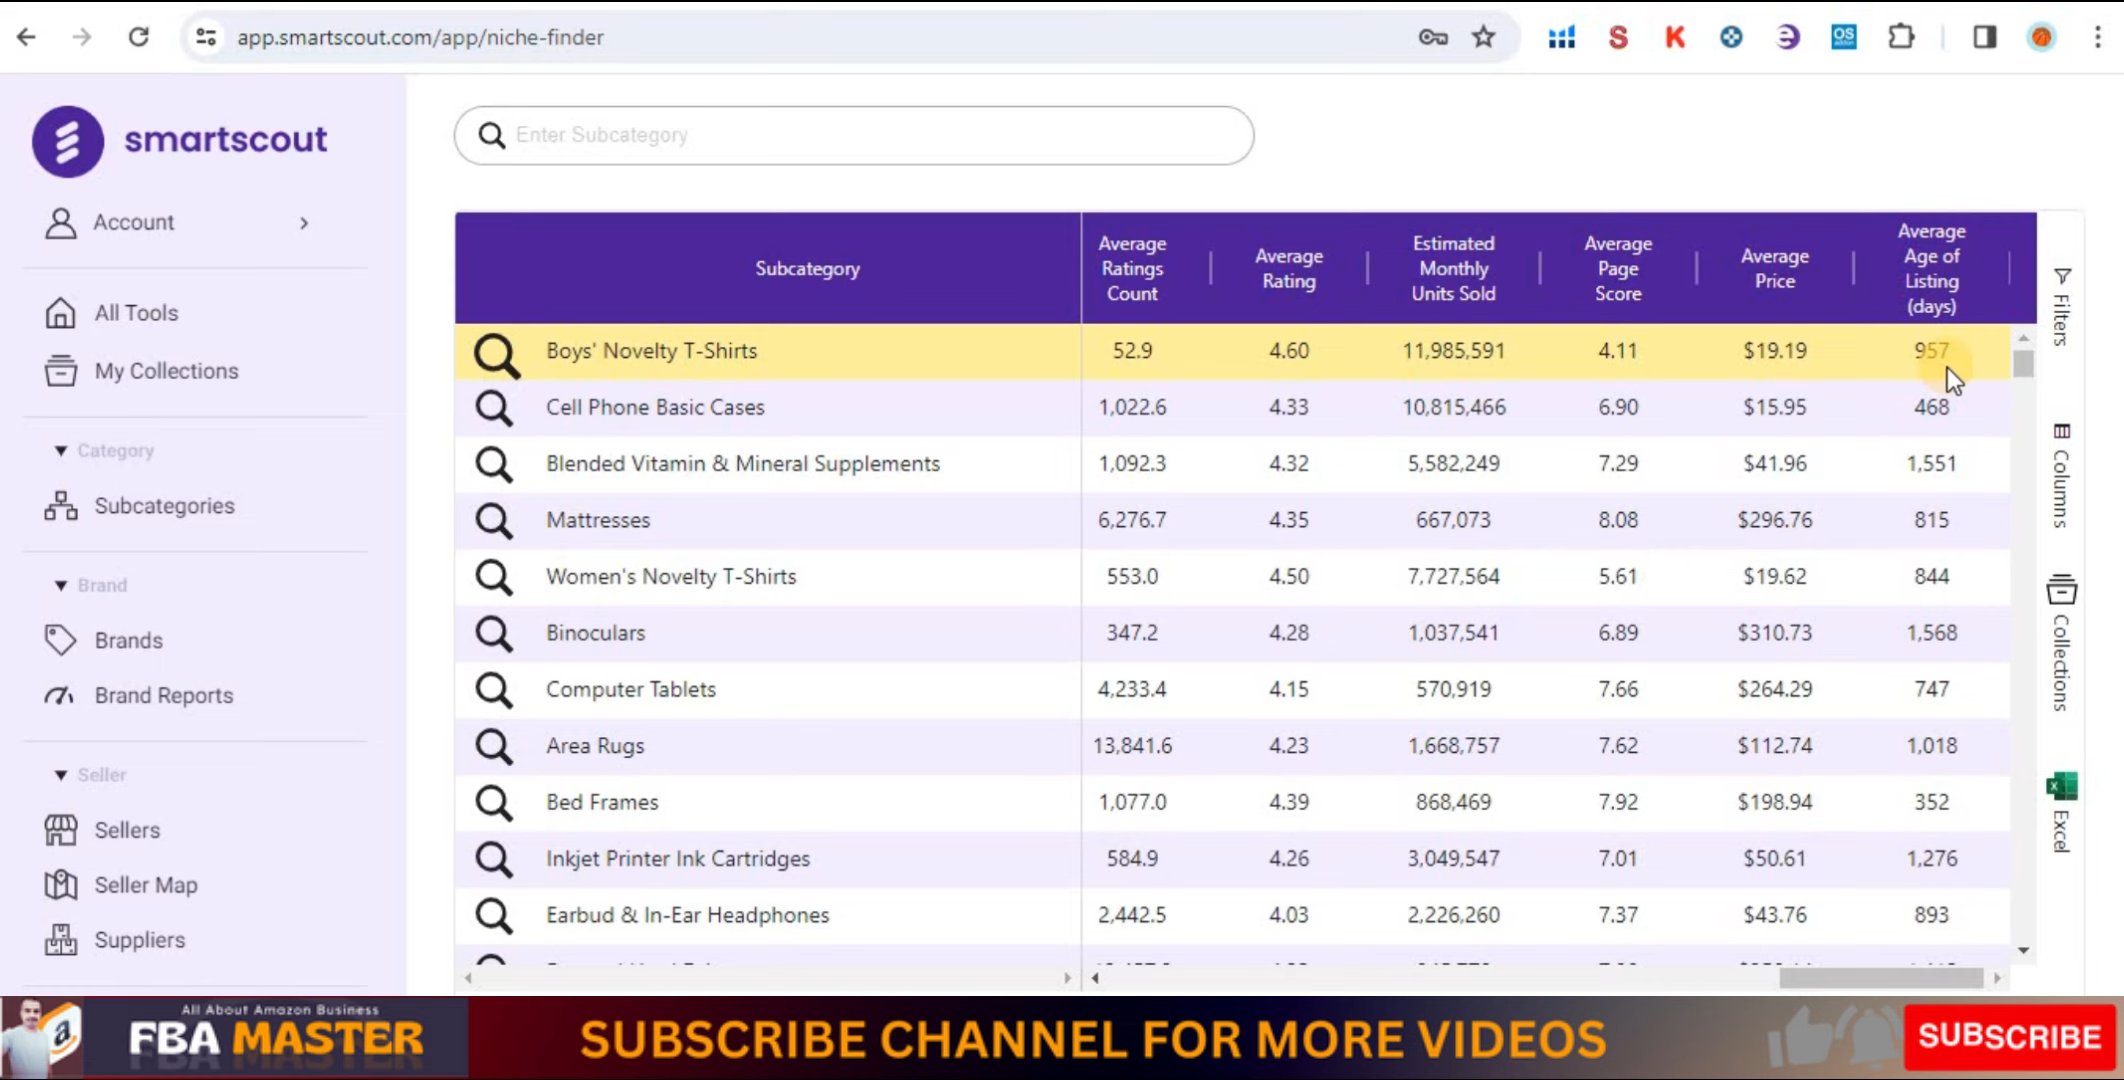 app.smartscout.com/app/niche-finder
S K OS
smartscout
Enter Subcategory
Account
All Tools
My Collections
Category
Subcategories
Brand
Brands
Brand Reports
Seller
Sellers
Seller Map
Suppliers
Subcategory
Average Ratings Count
Average Rating
Estimated Monthly Units Sold
Average Page Score
Average Price
Average Age of Listing (days)
Boys' Novelty T-Shirts 52.9 4.60 11,985,591 4.11 $19.19 957
Cell Phone Basic Cases 1,022.6 4.33 10,815,466 6.90 $15.95 468
Blended Vitamin & Mineral Supplements 1,092.3 4.32 5,582,249 7.29 $41.96 1,551
Mattresses 6,276.7 4.35 667,073 8.08 $296.76 815
Women's Novelty T-Shirts 553.0 4.50 7,727,564 5.61 $19.62 844
Binoculars 347.2 4.28 1,037,541 6.89 $310.73 1,568
Computer Tablets 4,233.4 4.15 570,919 7.66 $264.29 747
Area Rugs 13,841.6 4.23 1,668,757 7.62 $112.74 1,018
Bed Frames 1,077.0 4.39 868,469 7.92 $198.94 352
Inkjet Printer Ink Cartridges 584.9 4.26 3,049,547 7.01 $50.61 1,276
Earbud & In-Ear Headphones 2,442.5 4.03 2,226,260 7.37 $43.76 893
Filters
Columns
Collections
Excel
All About Amazon Business
FBA MASTER
SUBSCRIBE CHANNEL FOR MORE VIDEOS
SUBSCRIBE